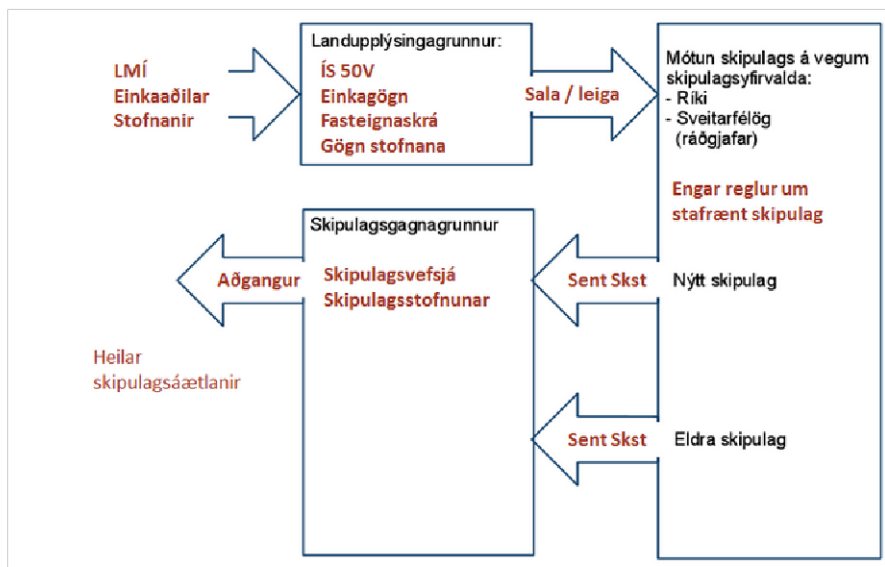 LMÍ
Einkaaðilar
Stofnanir
Landupplýsingagrunnur:
ÍS 50V
Einkagögn
Fasteignaskrá
Gögn stofnana
Sala / leiga
Mótun skipulags á vegum
skipulagsyfirvalda:
- Ríki
- Sveitarfélög
(ráðgjafar)
Engar reglur um
stafrænt skipulag
Skipulagsgagnagrunnur
Aðgangur
Skipulagsvefsjá
Skipulagsstofnunar
Sent Skst
Nýtt skipulag
Heilar
skipulagsáætlanir
Sent Skst
Eldra skipulag